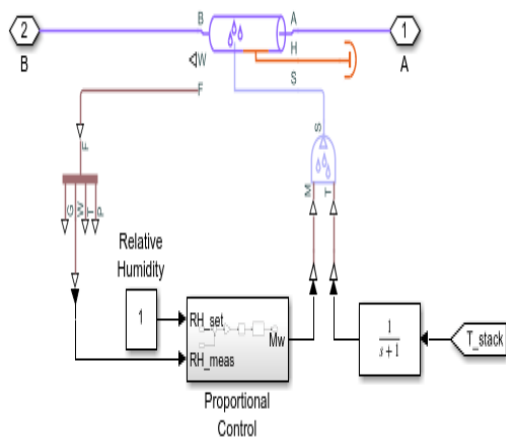 B
A
2
1
H
B
A
W
S
F
S
F
M
T
G
W
T
P
Relative
Humidity
1
RH_set
RH_meas
Mw
1
s+1
T_stack
Proportional
Control